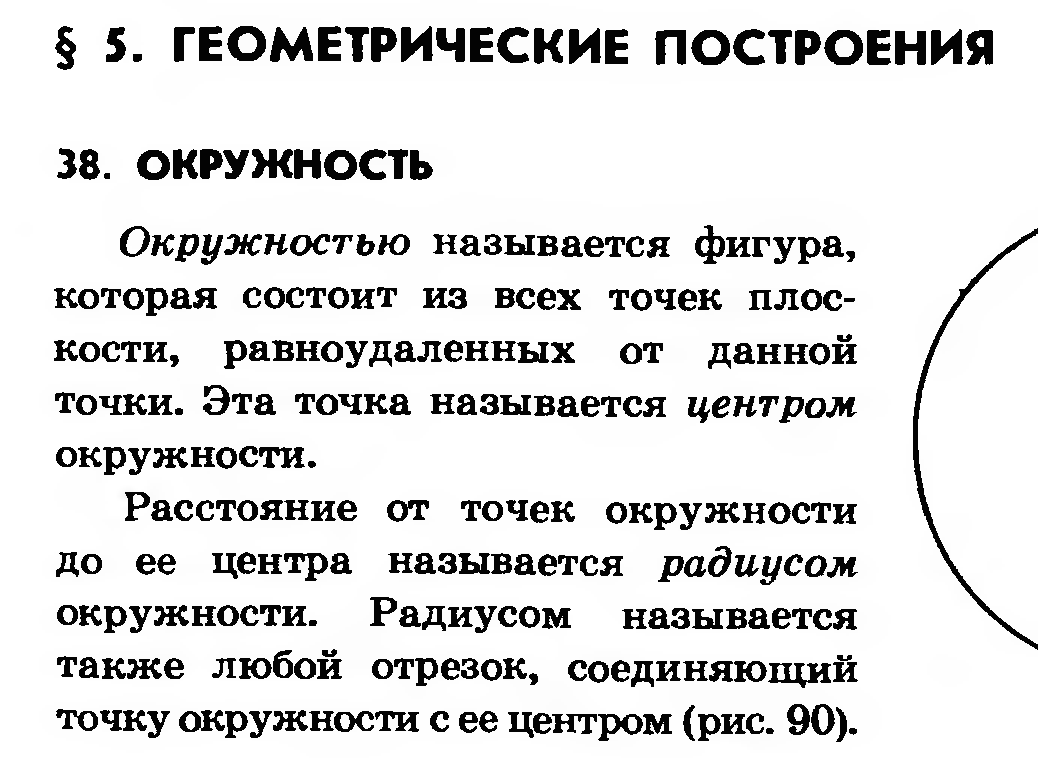 § 5. ГЕОМЕТРИЧЕСКИЕ ПОСТРОЕНИЯ
38. ОКРУЖНОСТЬ
Окружностью называется фигура,
которая состоит из всех точек плос-
кости, равноудаленных от данной
точки. Эта точка называется центром
окружности.
Расстояние от точек окружности
до ее центра называется радиусом
окружности. Радиусом называется
также любой отрезок, соединяющий
точку окружности с ее центром (рис. 90).